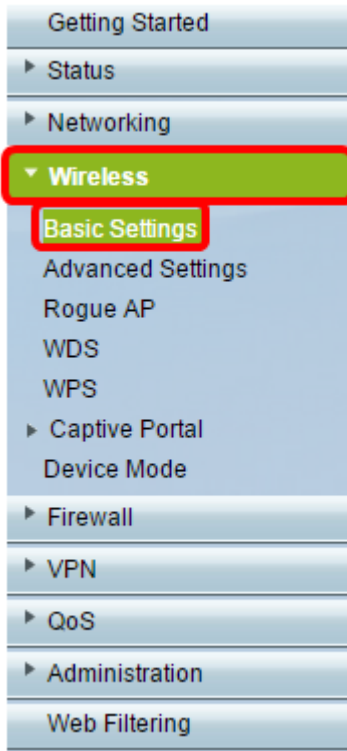 Getting Started
Status
Networking
Wireless
Basic Settings
Advanced Settings
Rogue AP
WDS
WPS
Captive Portal
Device Mode
Firewall
VPN
QoS
Administration
Web Filtering